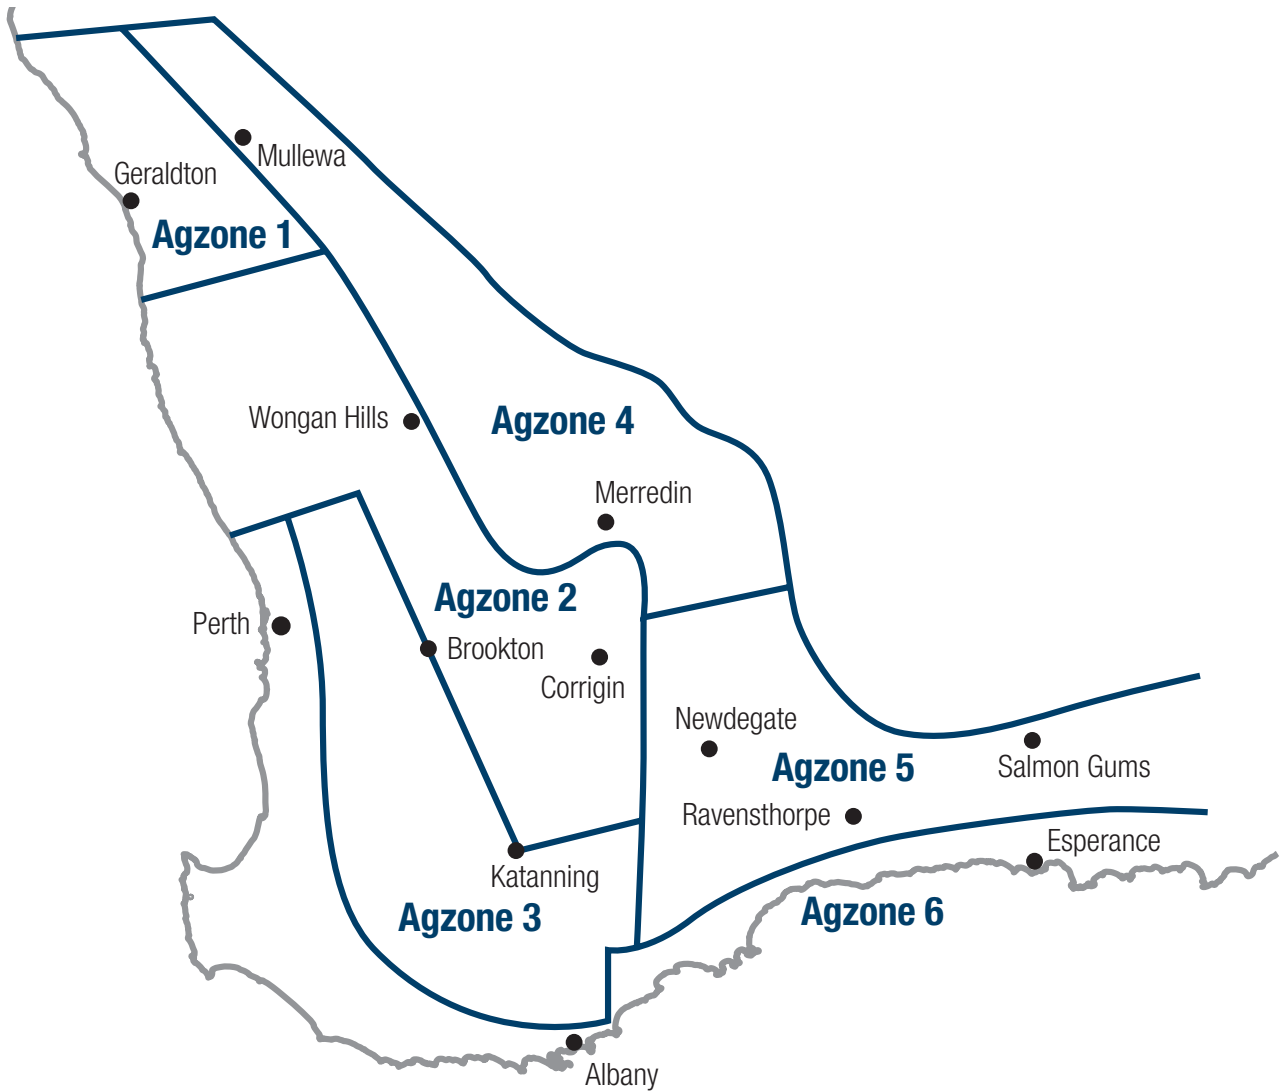 Mullewa
Geraldton
Agzone 1
Wongan Hills
Agzone 4
Merredin
Agzone 2
Perth
Brookton
Corrigin
Newdegate
Agzone 5
Salmon Gums
Ravensthorpe
Esperance
Katanning
Agzone 3
Agzone 6
Albany